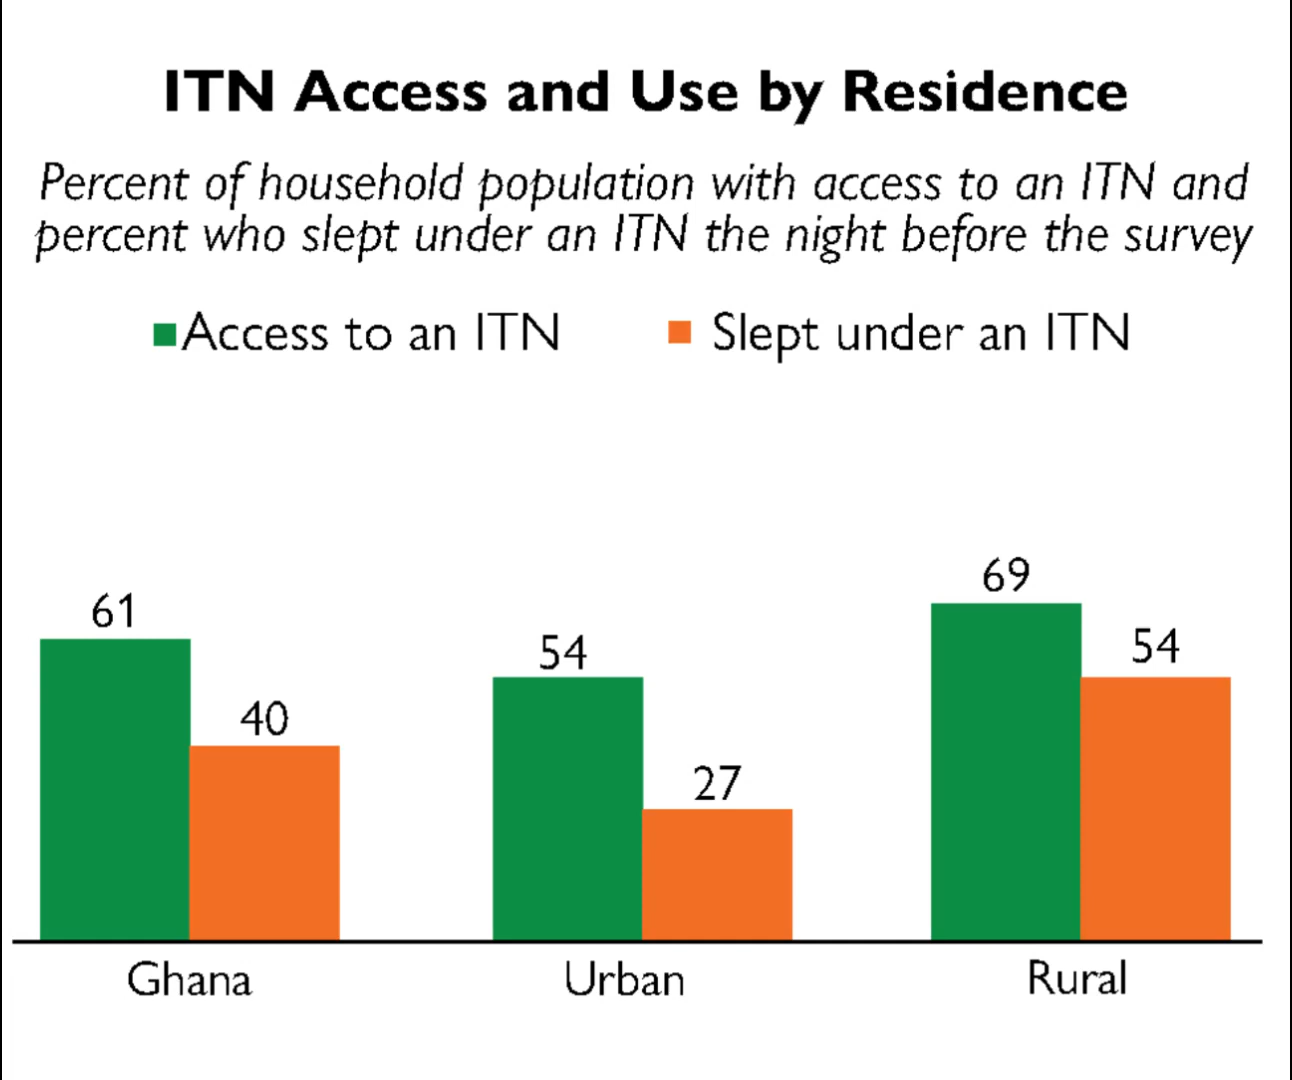 ITN Access and Use by Residence
Percent of household population with access to an ITN and
percent who slept under an ITN the night before the survey
Access to an ITN Slept under an ITN
61
40
54
27
69
54
Ghana Urban Rural